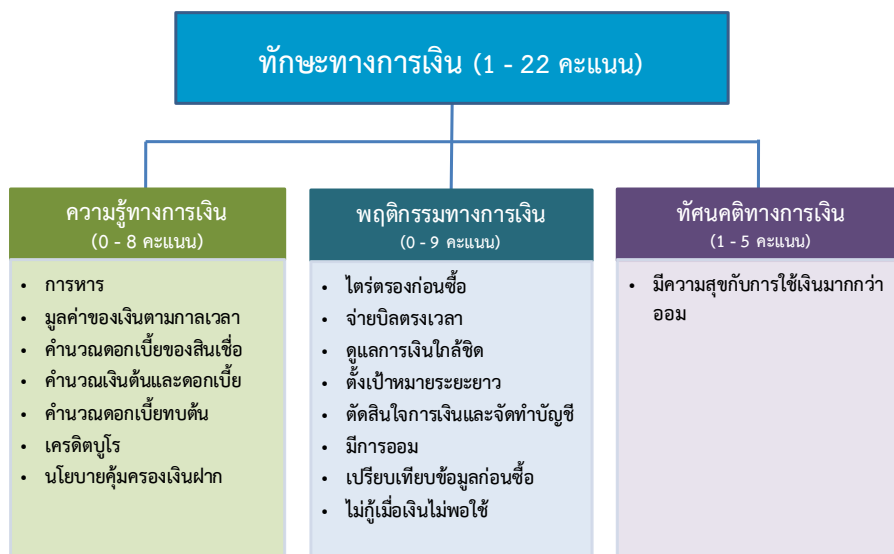 ทักษะทางการเงิน (1 - 22 คะแนน)
ความรู้ทางการเงิน
(0 - 8 คะแนน)
• การหาร
• มูลค่าของเงินตามกาลเวลา
• คำนวณดอกเบี้ยของสินเชื่อ
• คำนวณเงินต้นและดอกเบี้ย
• คำนวณดอกเบี้ยทบต้น
• เครดิตบูโร
• นโยบายคุ้มครองเงินฝาก
พฤติกรรมทางการเงิน
(0 - 9 คะแนน)
• ไตร่ตรองก่อนซื้อ
• จ่ายบิลตรงเวลา
• ดูแลการเงินใกล้ชิด
• ตั้งเป้าหมายระยะยาว
• ตัดสินใจการเงินและจัดทำบัญชี
• มีการออม
• เปรียบเทียบข้อมูลก่อนซื้อ
• ไม่กู้เมื่อเงินไม่พอใช้
ทัศนคติทางการเงิน
(1 - 5 คะแนน)
• มีความสุขกับการใช้เงินมากกว่า
ออม